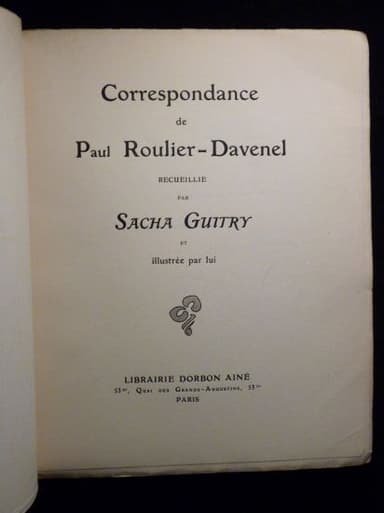 Correspondance
de
Paul Roulier-Davenel
RECUEILLIE
PAR
SACHA GUITRY
ET
illustrée par lui
LIBRAIRIE DORBON AINÉ
53ter, QUAI DES GRANDS-AUGUSTINS, 53ter
PARIS